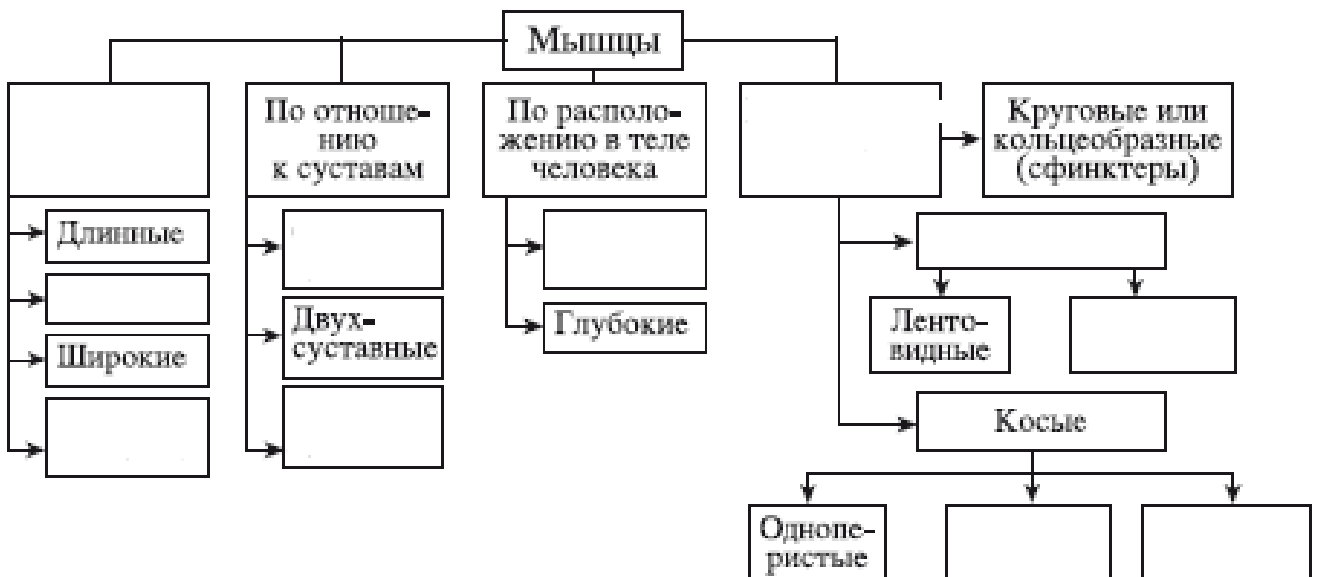 Мышцы
По отноше-
нию
к суставам
По располо-
жению в теле
человека
Круговые или
кольцеобразные
(сфинктеры)
Длинные
Широкие
Двух-
суставные
Глубокие
Ленто-
видные
Косые
Однопе-
ристые